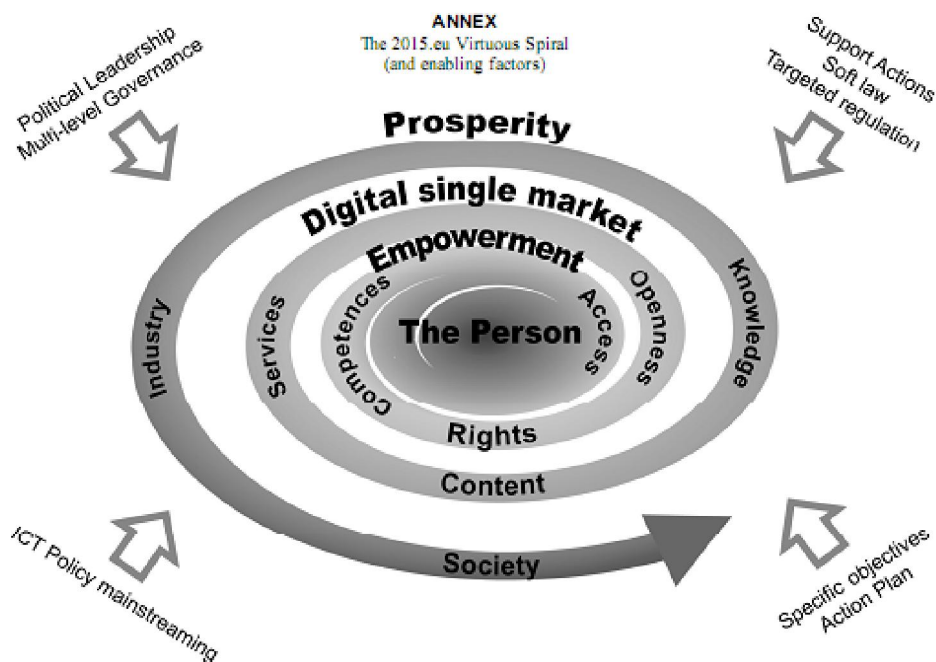 ANNEX
The 2015.eu Virtuous Spiral
(and enabling factors)
Political Leadership
Multi-level Governance
Support Actions
Soft law
Targeted regulation
Prosperity
Digital single market
Empowerment
The Person
Competences
Access
Rights
Services
Openness
Content
Industry
Knowledge
Society
ICT Policy mainstreaming
Specific objectives
Action Plan